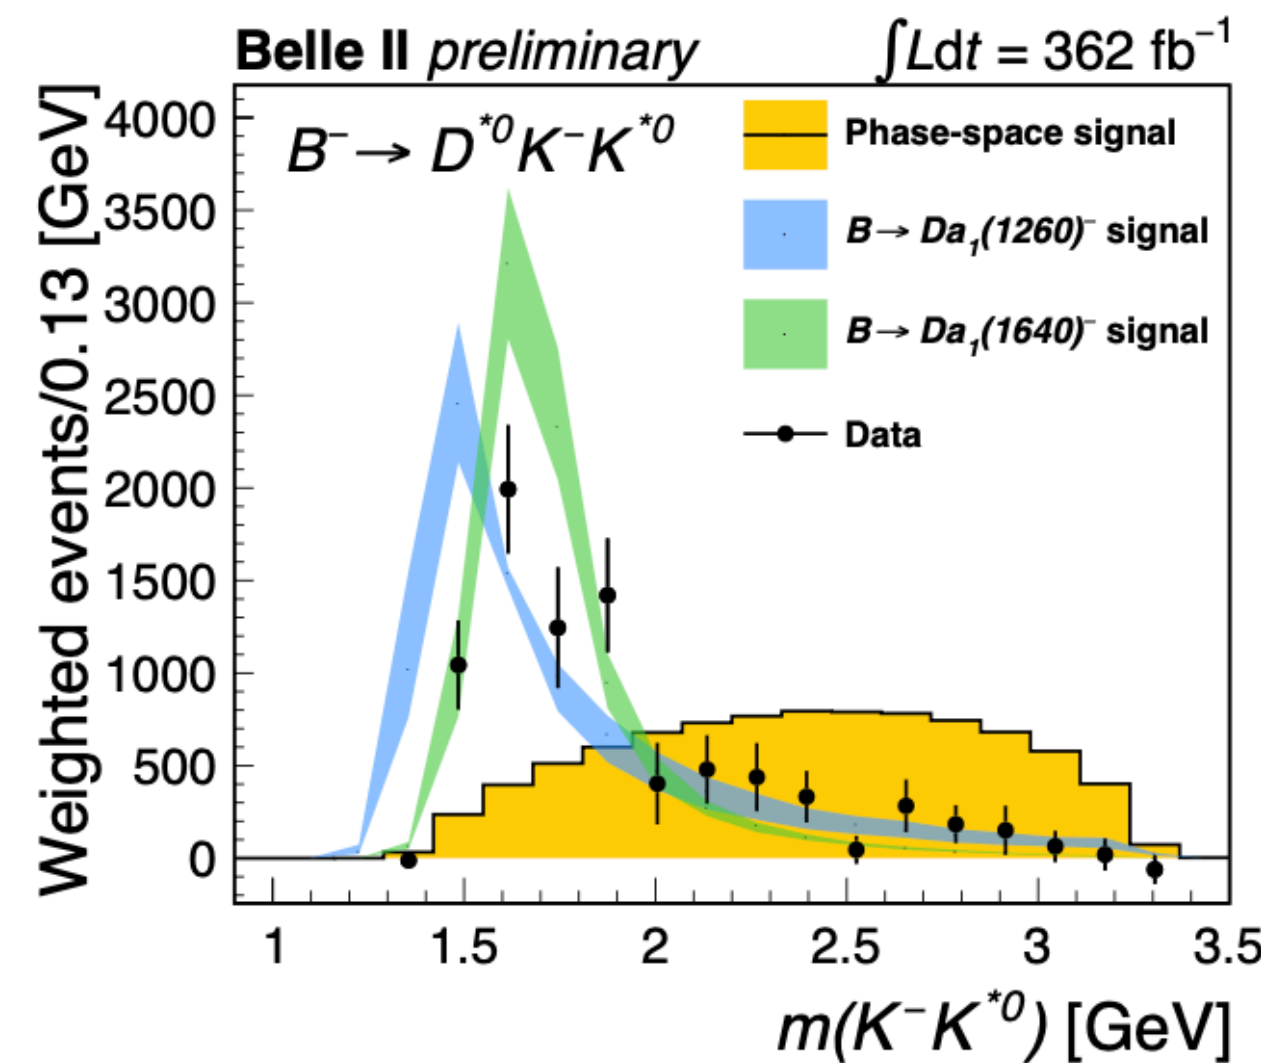 Belle II preliminary ∫Ldt = 362 fb⁻¹
B⁻ → D*⁰K⁻K*⁰
Phase-space signal
B→ Da₁(1260)⁻ signal
B→ Da₁(1640)⁻ signal
Data
Weighted events/0.13 [GeV]
4000
3500
3000
2500
2000
1500
1000
500
0
1 1.5 2 2.5 3 3.5
m(K⁻K*⁰) [GeV]